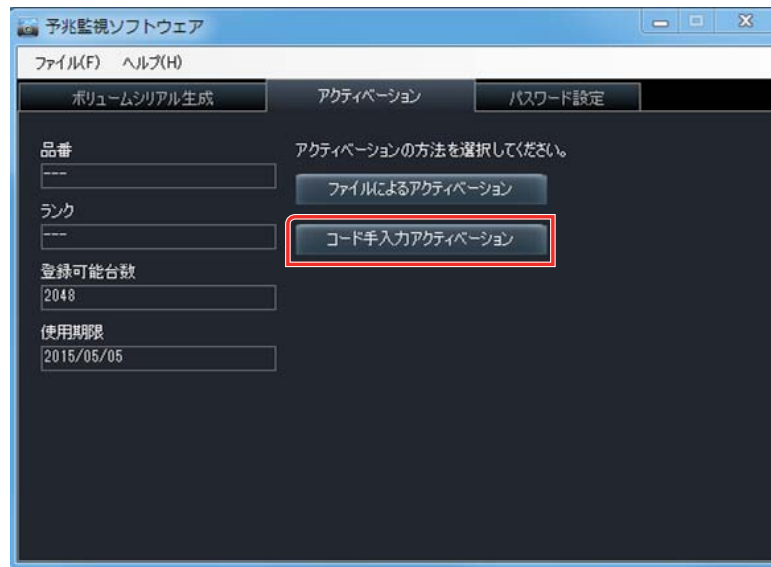 予兆監視ソフトウェア
ファイル(F) ヘルプ(H)
ボリュームシリアル生成 アクティベーション パスワード設定
品番
---
ランク
---
登録可能台数
2048
使用期限
2015/05/05
アクティベーションの方法を選択してください。
ファイルによるアクティベーション
コード手入力アクティベーション